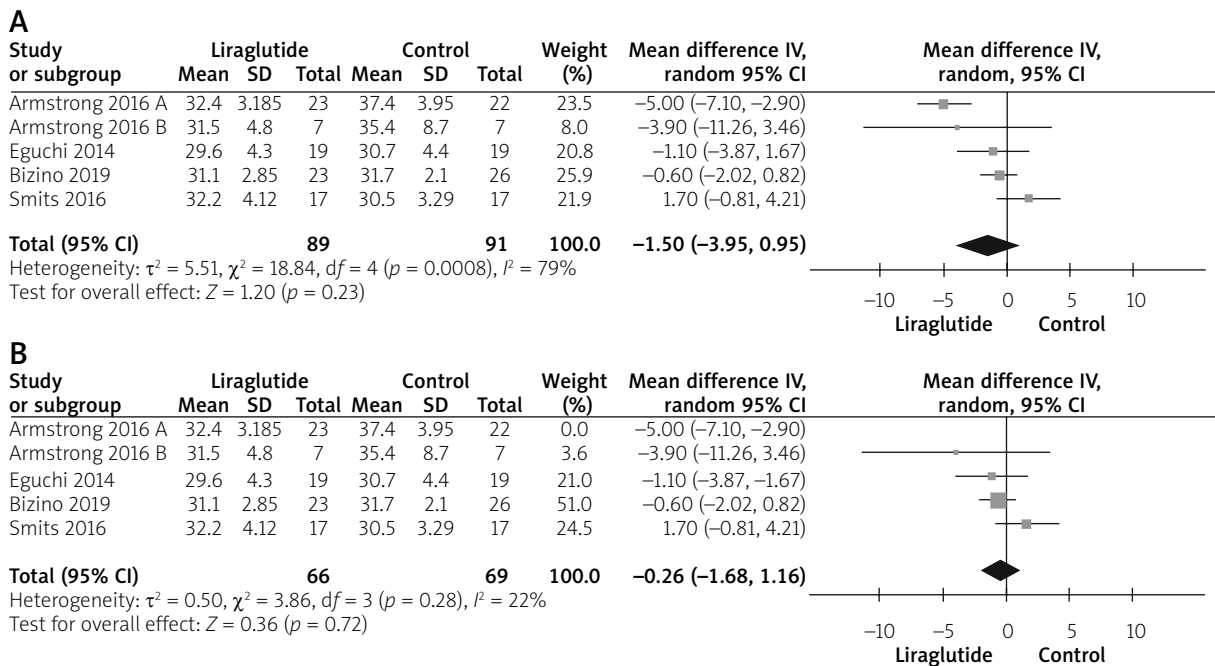 A
Study Liraglutide Control Weight Mean difference IV, Mean difference IV,
or subgroup Mean SD Total Mean SD Total (%) random 95% CI random, 95% CI
Armstrong 2016 A 32.4 3.185 23 37.4 3.95 22 23.5 –5.00 (–7.10, –2.90)
Armstrong 2016 B 31.5 4.8 7 35.4 8.7 7 8.0 –3.90 (–11.26, 3.46)
Eguchi 2014 29.6 4.3 19 30.7 4.4 19 20.8 –1.10 (–3.87, 1.67)
Bizino 2019 31.1 2.85 23 31.7 2.1 26 25.9 –0.60 (–2.02, 0.82)
Smits 2016 32.2 4.12 17 30.5 3.29 17 21.9 1.70 (–0.81, 4.21)
Total (95% CI) 89 91 100.0 –1.50 (–3.95, 0.95)
Heterogeneity: τ² = 5.51, χ² = 18.84, df = 4 (p = 0.0008), I² = 79%
Test for overall effect: Z = 1.20 (p = 0.23)
–10 –5 0 5 10
Liraglutide Control
B
Study Liraglutide Control Weight Mean difference IV, Mean difference IV,
or subgroup Mean SD Total Mean SD Total (%) random 95% CI random, 95% CI
Armstrong 2016 A 32.4 3.185 23 37.4 3.95 22 0.0 –5.00 (–7.10, –2.90)
Armstrong 2016 B 31.5 4.8 7 35.4 8.7 7 3.6 –3.90 (–11.26, 3.46)
Eguchi 2014 29.6 4.3 19 30.7 4.4 19 21.0 –1.10 (–3.87, –1.67)
Bizino 2019 31.1 2.85 23 31.7 2.1 26 51.0 –0.60 (–2.02, 0.82)
Smits 2016 32.2 4.12 17 30.5 3.29 17 24.5 1.70 (–0.81, 4.21)
Total (95% CI) 66 69 100.0 –0.26 (–1.68, 1.16)
Heterogeneity: τ² = 0.50, χ² = 3.86, df = 3 (p = 0.28), I² = 22%
Test for overall effect: Z = 0.36 (p = 0.72)
–10 –5 0 5 10
Liraglutide Control